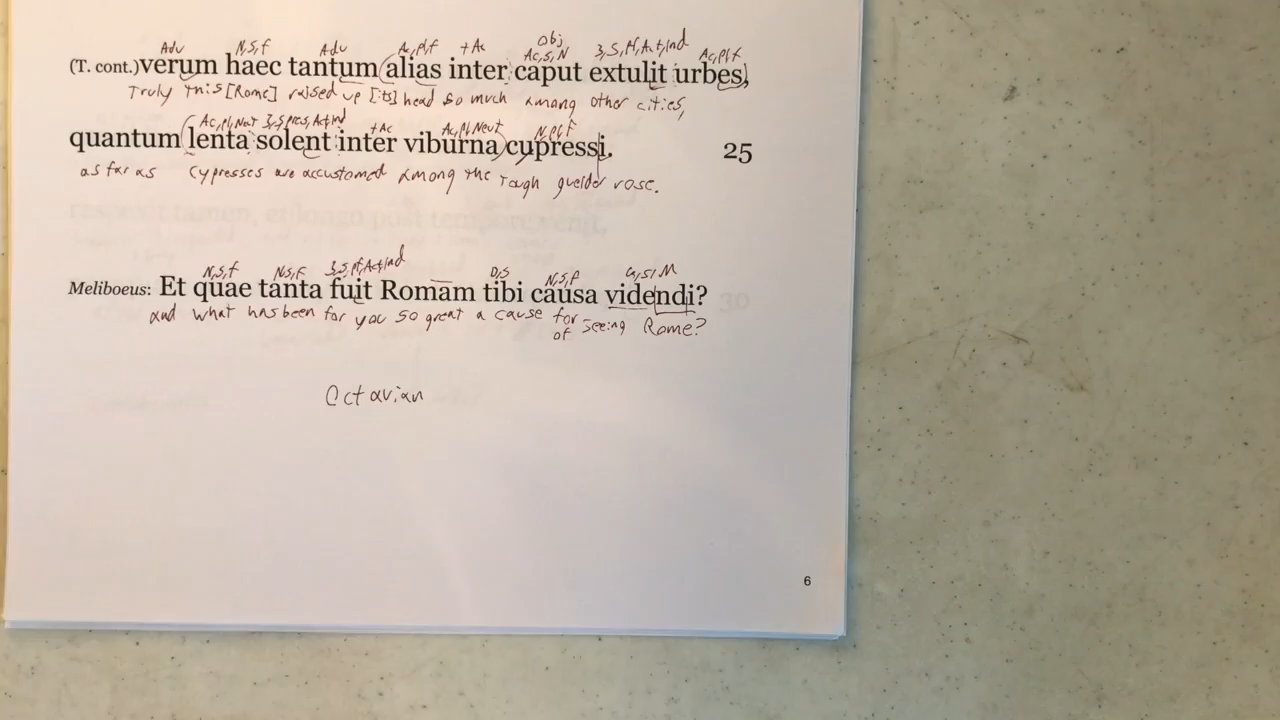 Adv N,S,f Adv Ac,Pl,f +Ac Obj Ac,S,N 3,S,Pf,Act,Ind Ac,Pl,f
(T. cont.)verum haec tantum alias inter caput extulit urbes,
Truly this [Rome] raised up [its] head so much among other cities,
Ac,Pl,Neut 3, Pres,Act,Ind +Ac Ac,Pl,Neut N,Pl,F
quantum lenta solent inter viburna cupressi. 25
as far as cypresses are accustomed among the tough guelder rose.
N,S,f N,S,F 3,S,Pf,Act,Ind D,S N,S,F G,S,M
Meliboeus: Et quae tanta fuit Romam tibi causa videndi? 30
and what has been for you so great a cause for seeing Rome?
of
Octavian
6